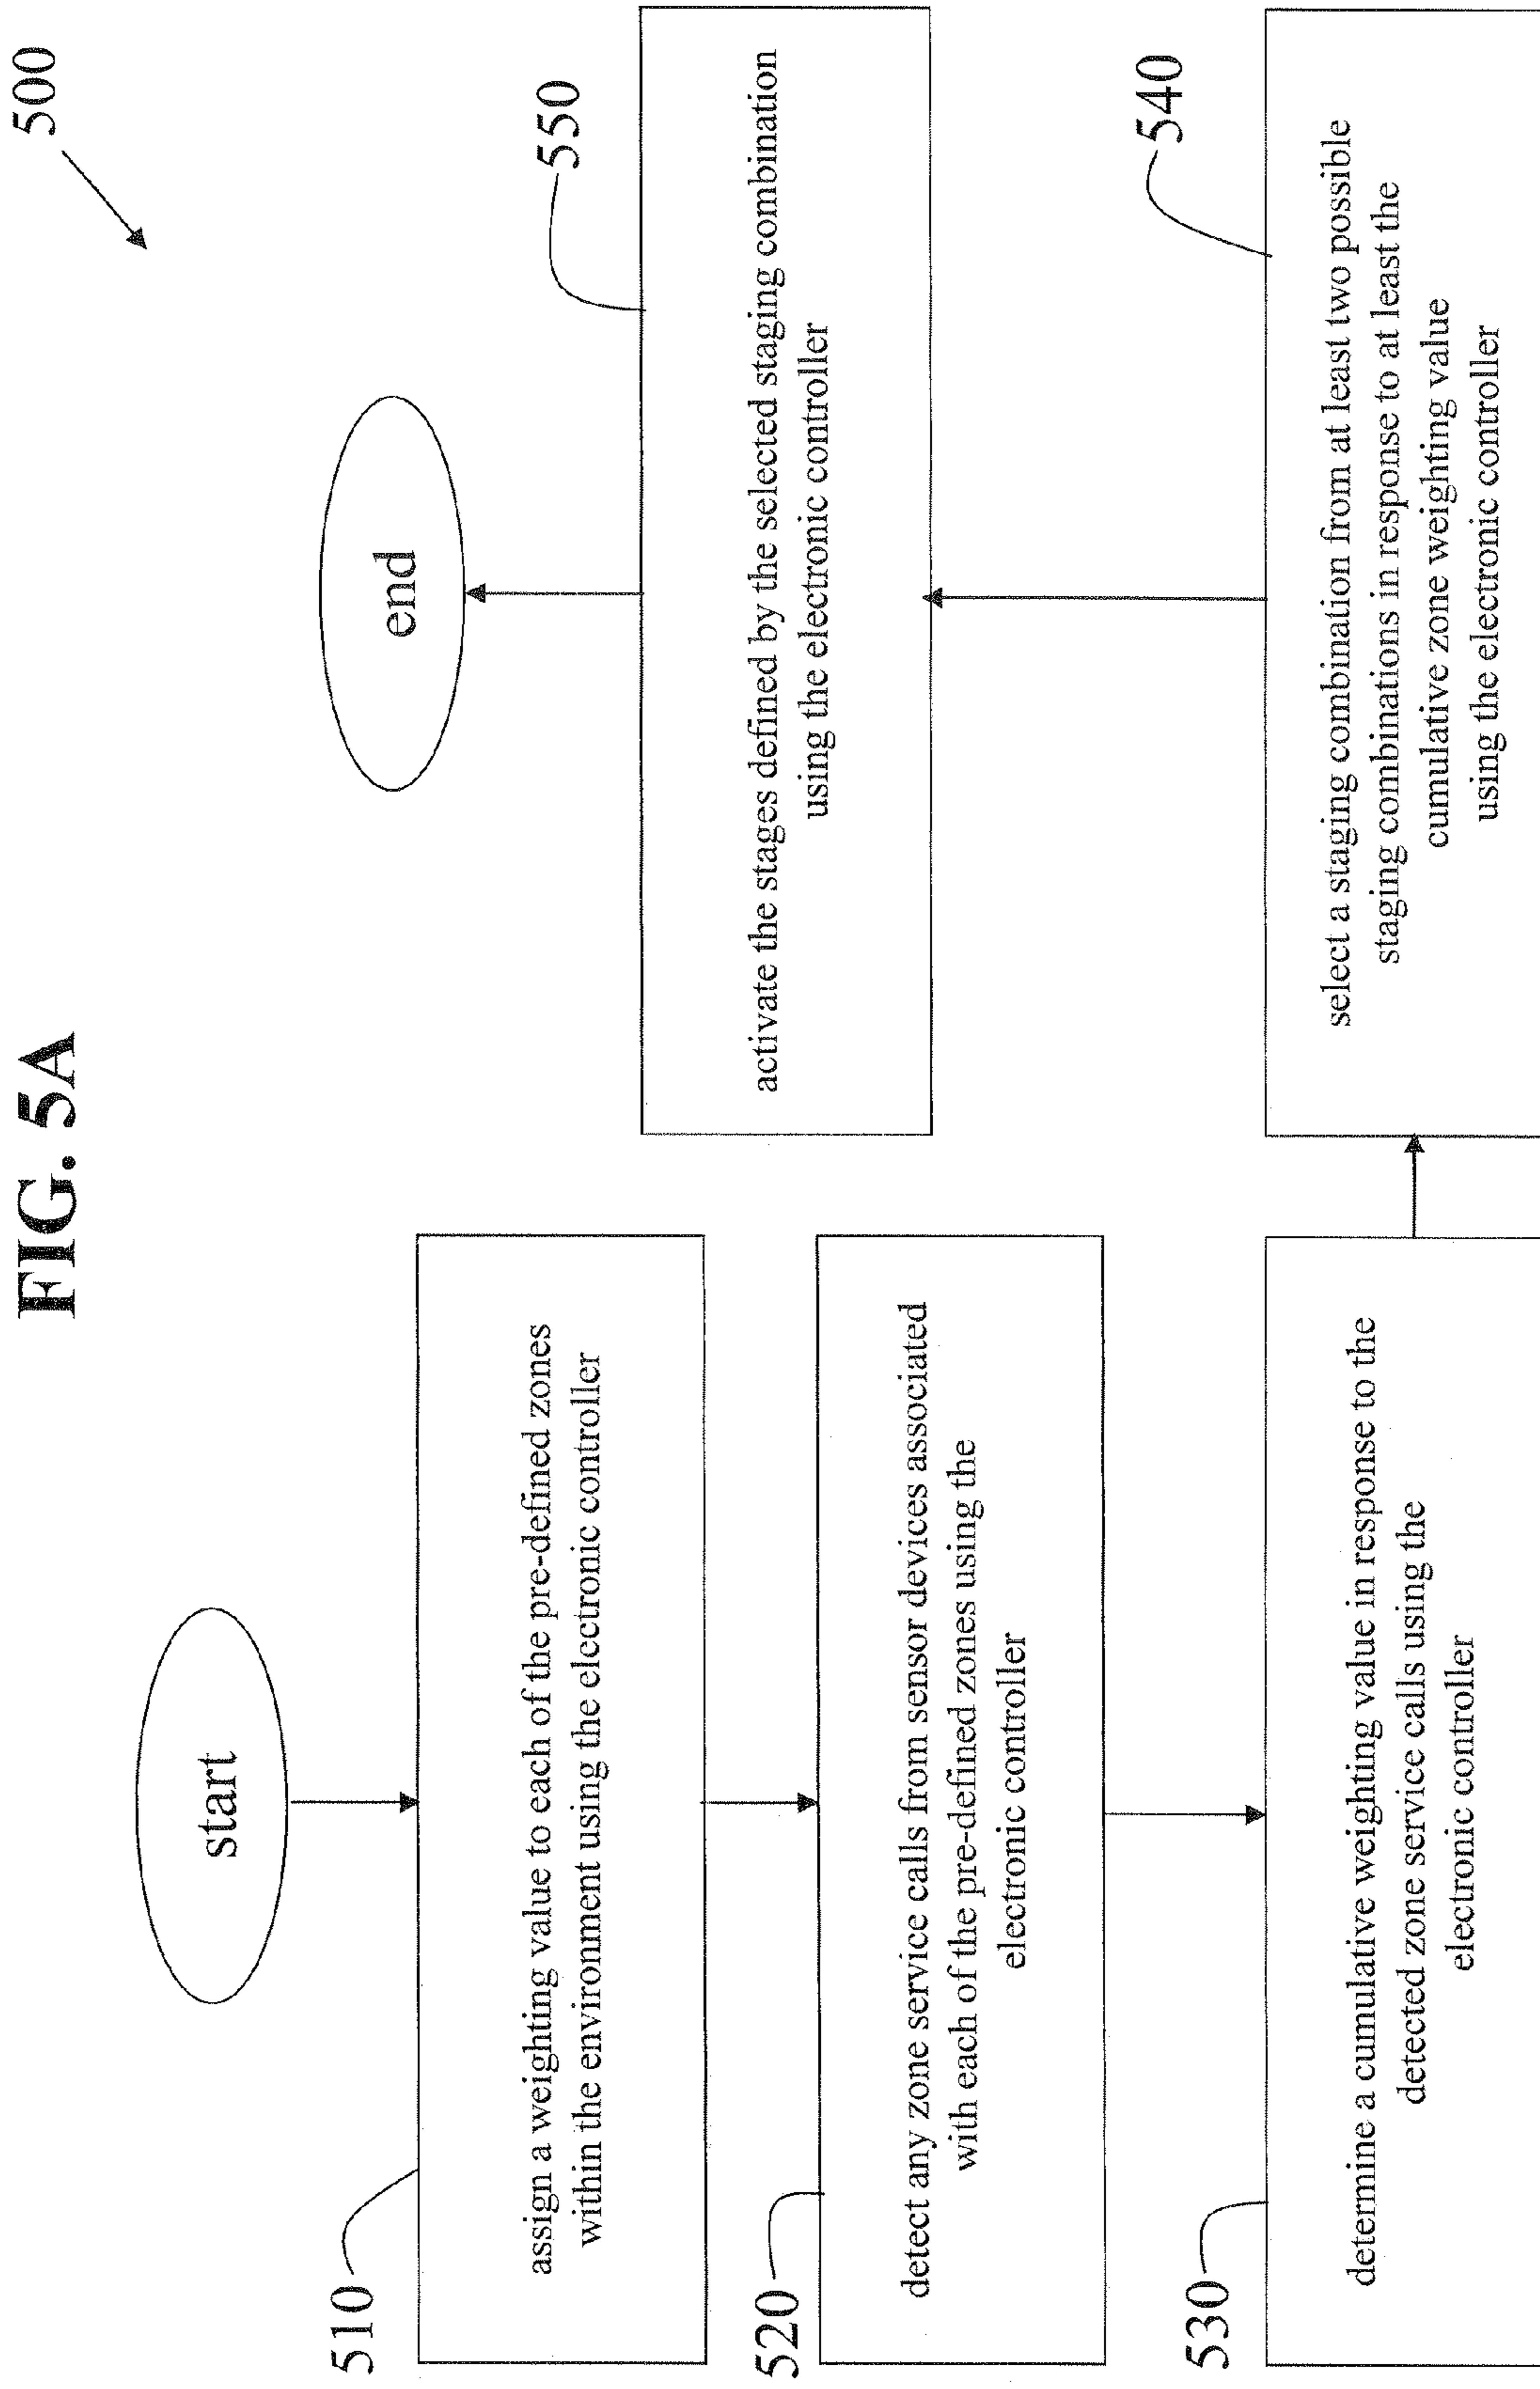 FIG. 5A
500
start
510
assign a weighting value to each of the pre-defined zones
within the environment using the electronic controller
520
detect any zone service calls from sensor devices associated
with each of the pre-defined zones using the
electronic controller
530
determine a cumulative weighting value in response to the
detected zone service calls using the
electronic controller
540
select a staging combination from at least two possible
staging combinations in response to at least the
cumulative zone weighting value
using the electronic controller
550
activate the stages defined by the selected staging combination
using the electronic controller
end